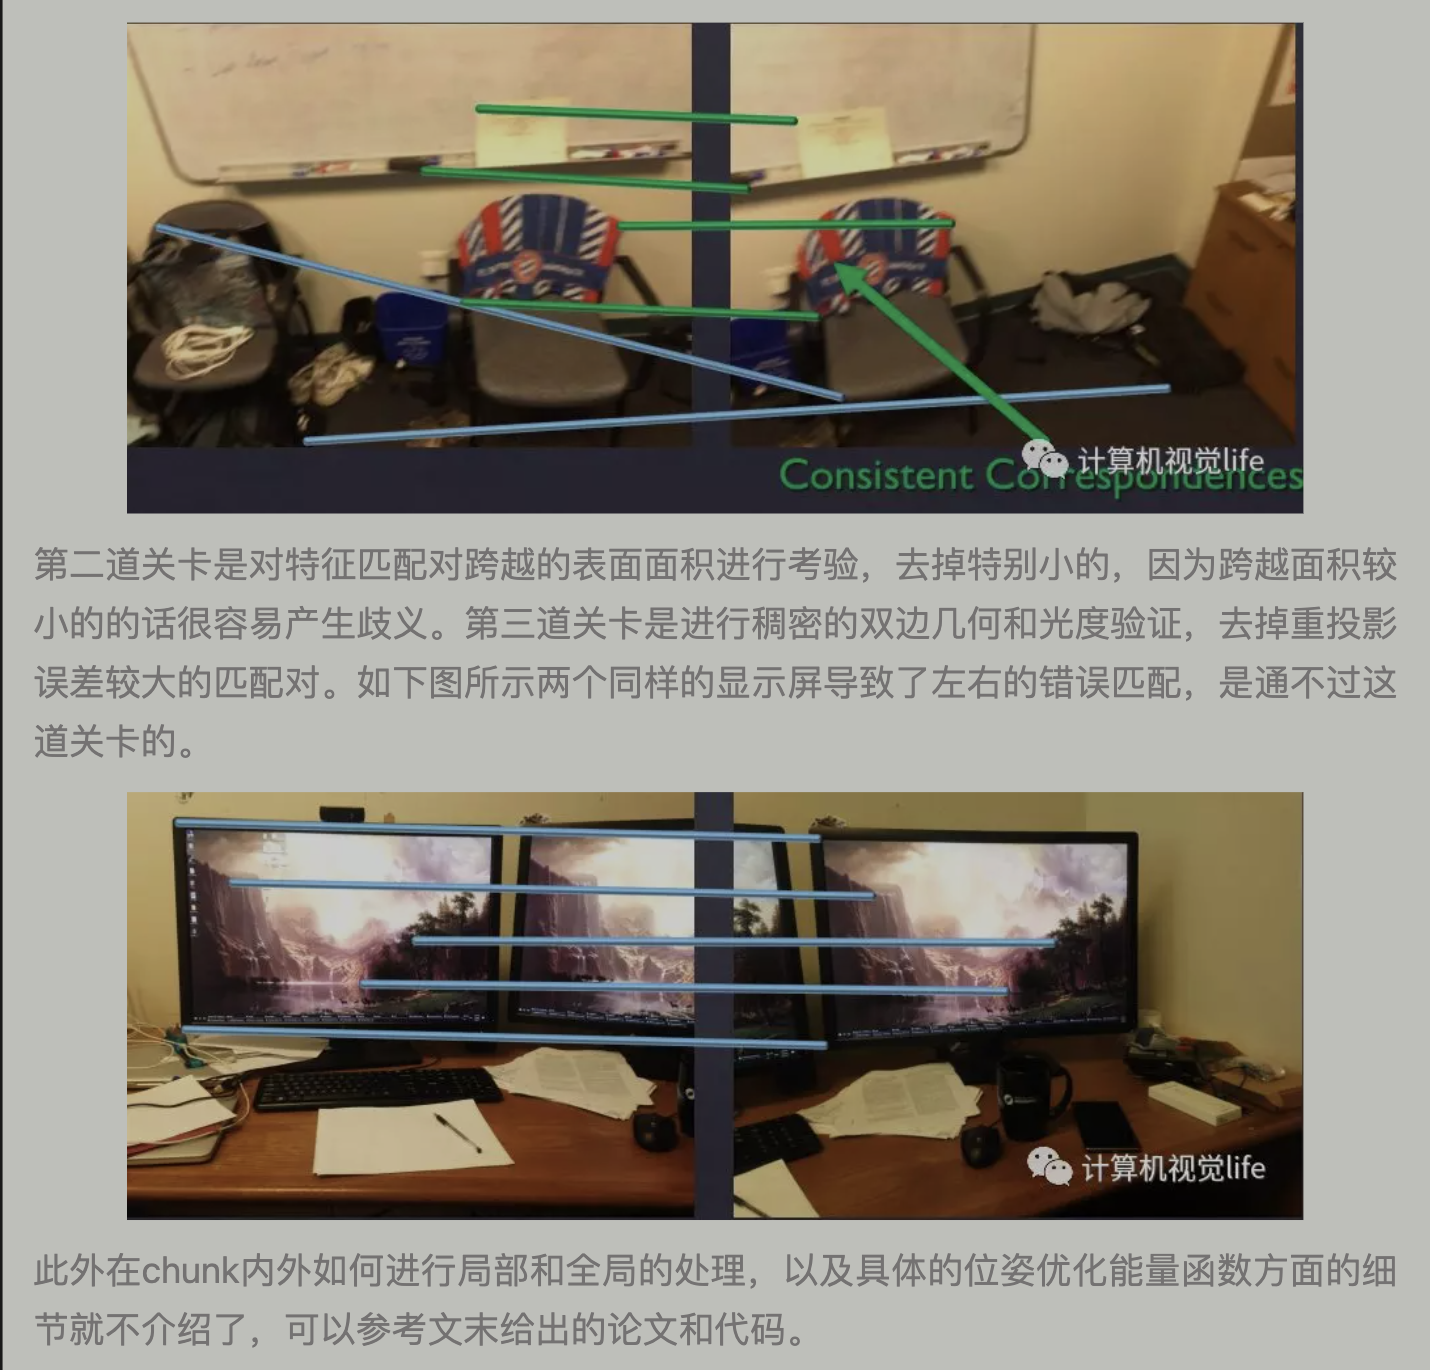 计算机视觉life
Consistent Correspondences
第二道关卡是对特征匹配对跨越的表面面积进行考验，去掉特别小的，因为跨越面积较
小的的话很容易产生歧义。第三道关卡是进行稠密的双边几何和光度验证，去掉重投影
误差较大的匹配对。如下图所示两个同样的显示屏导致了左右的错误匹配，是通不过这
道关卡的。
计算机视觉life
此外在chunk内外如何进行局部和全局的处理，以及具体的位姿优化能量函数方面的细
节就不介绍了，可以参考文末给出的论文和代码。